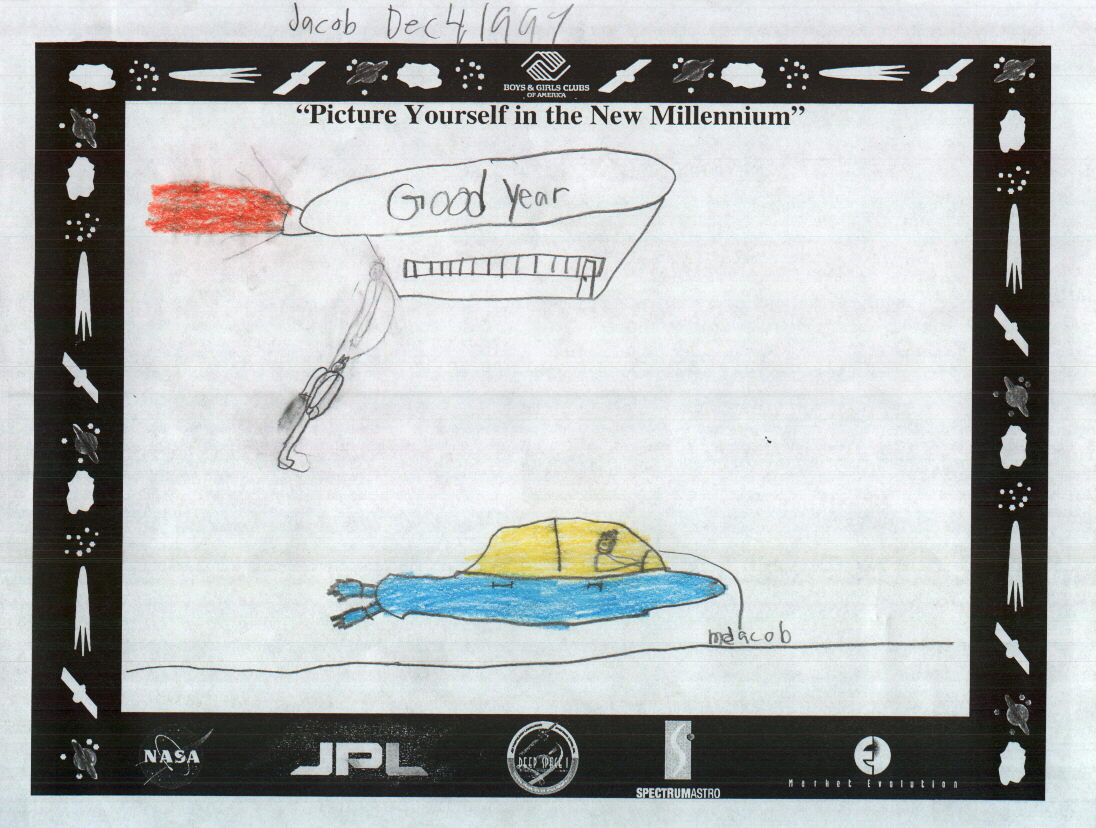 Jacob Dec 4, 1997
BOYS & GIRLS CLUBS
OF AMERICA
"Picture Yourself in the New Millennium"
Good Year
me Jacob
NASA
JPL
DEEP SPACE 1
SPECTRUMASTRO
Market Evolution